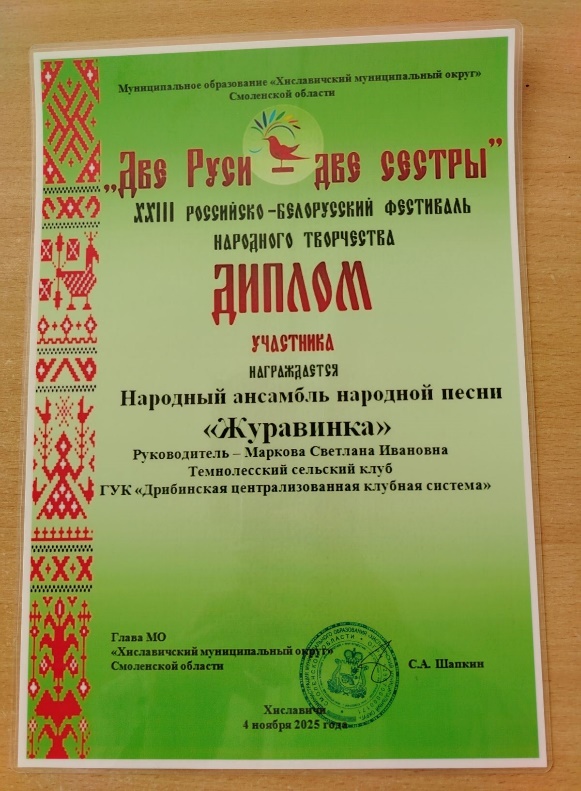 Муниципальное образование «Хиславичский муниципальный округ»
Смоленской области
„Две Руси – две сестры”
XXIII российско-белорусский фестиваль
народного творчества
ДИПЛОМ
участника
награждается
Народный ансамбль народной песни
«Журавинка»
Руководитель – Маркова Светлана Ивановна
Темнолесский сельский клуб
ГУК «Дрибинская централизованная клубная система»
Глава МО
«Хиславичский муниципальный округ»
Смоленской области
С.А. Шапкин
Хиславичи
4 ноября 2025 года